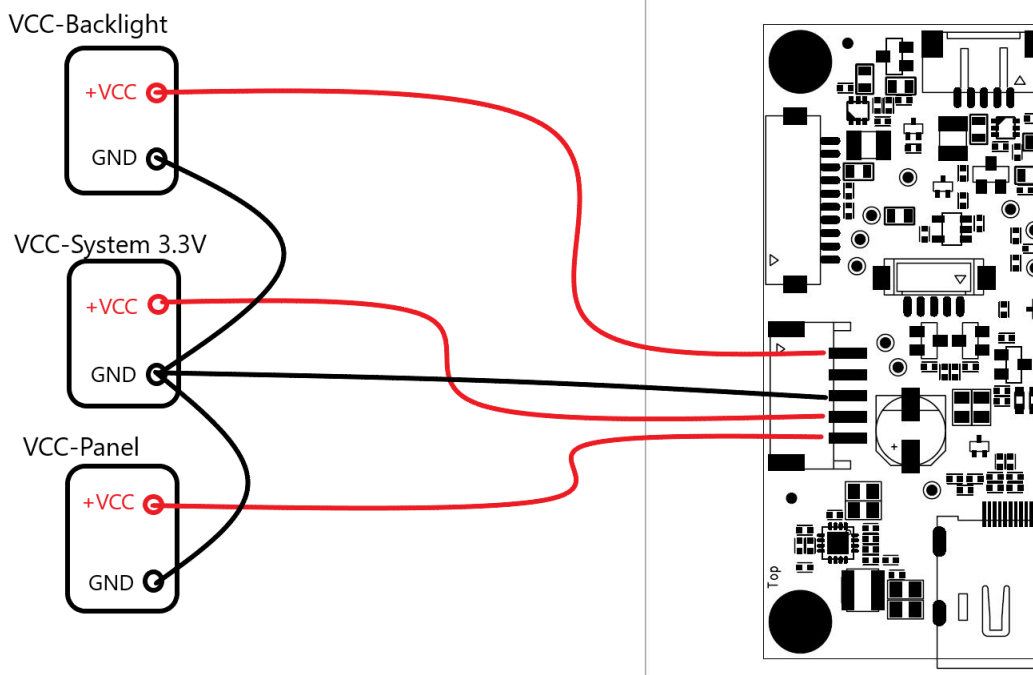 VCC-Backlight
+VCC
GND
VCC-System 3.3V
+VCC
GND
VCC-Panel
+VCC
GND
+
Top